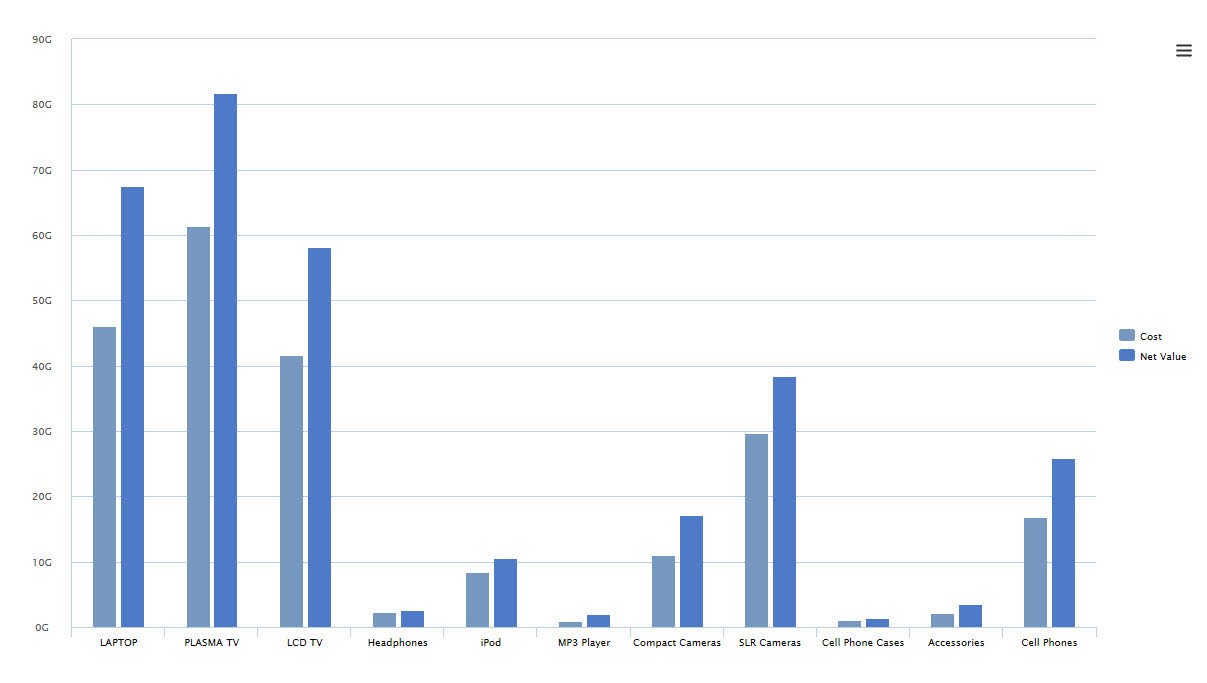 90G
80G
70G
60G
50G
40G
30G
20G
10G
0G
LAPTOP PLASMA TV LCD TV Headphones iPod MP3 Player Compact Cameras SLR Cameras Cell Phone Cases Accessories Cell Phones
Cost
Net Value